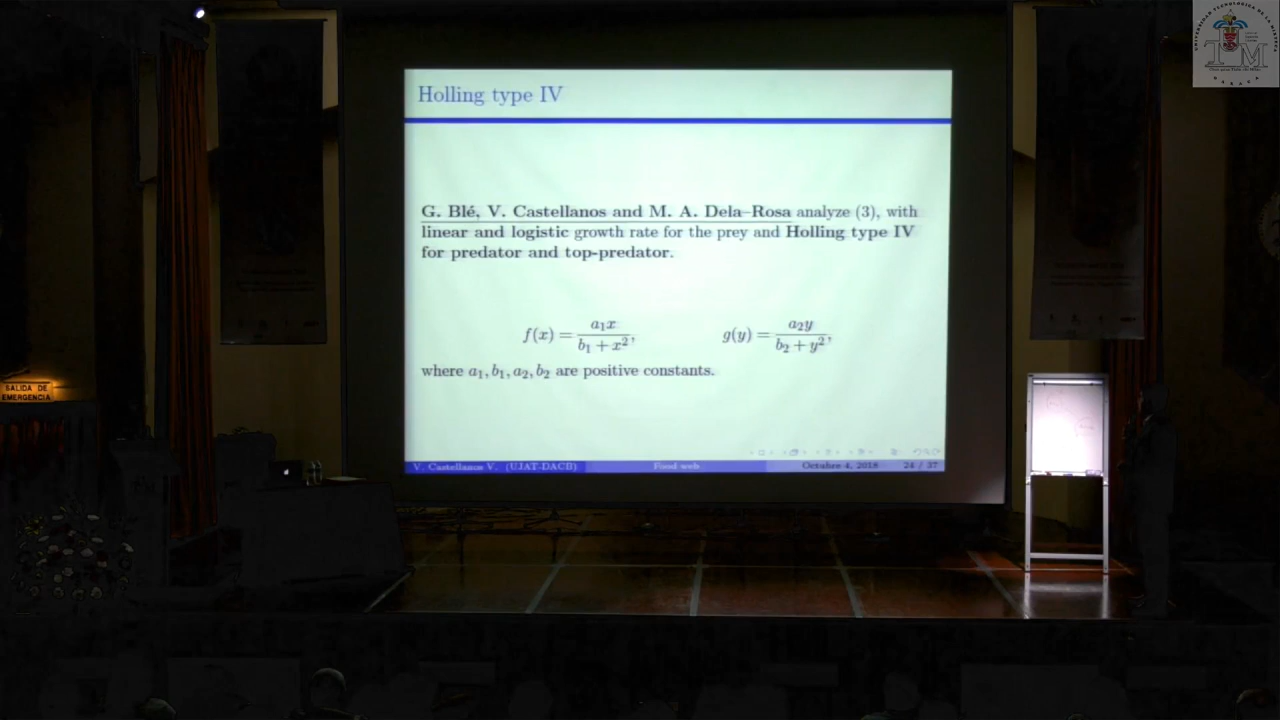 Holling type IV
G. Blé, V. Castellanos and M. A. Dela–Rosa analyze (3), with
linear and logistic growth rate for the prey and Holling type IV
for predator and top-predator.
f(x) = a₁x / (b₁ + x²), g(y) = a₂y / (b₂ + y²),
where a₁, b₁, a₂, b₂ are positive constants.
V. Castellanos V. (UJAT-DACB) Food web Octubre 4, 2018 24 / 37
SALIDA DE
EMERGENCIA